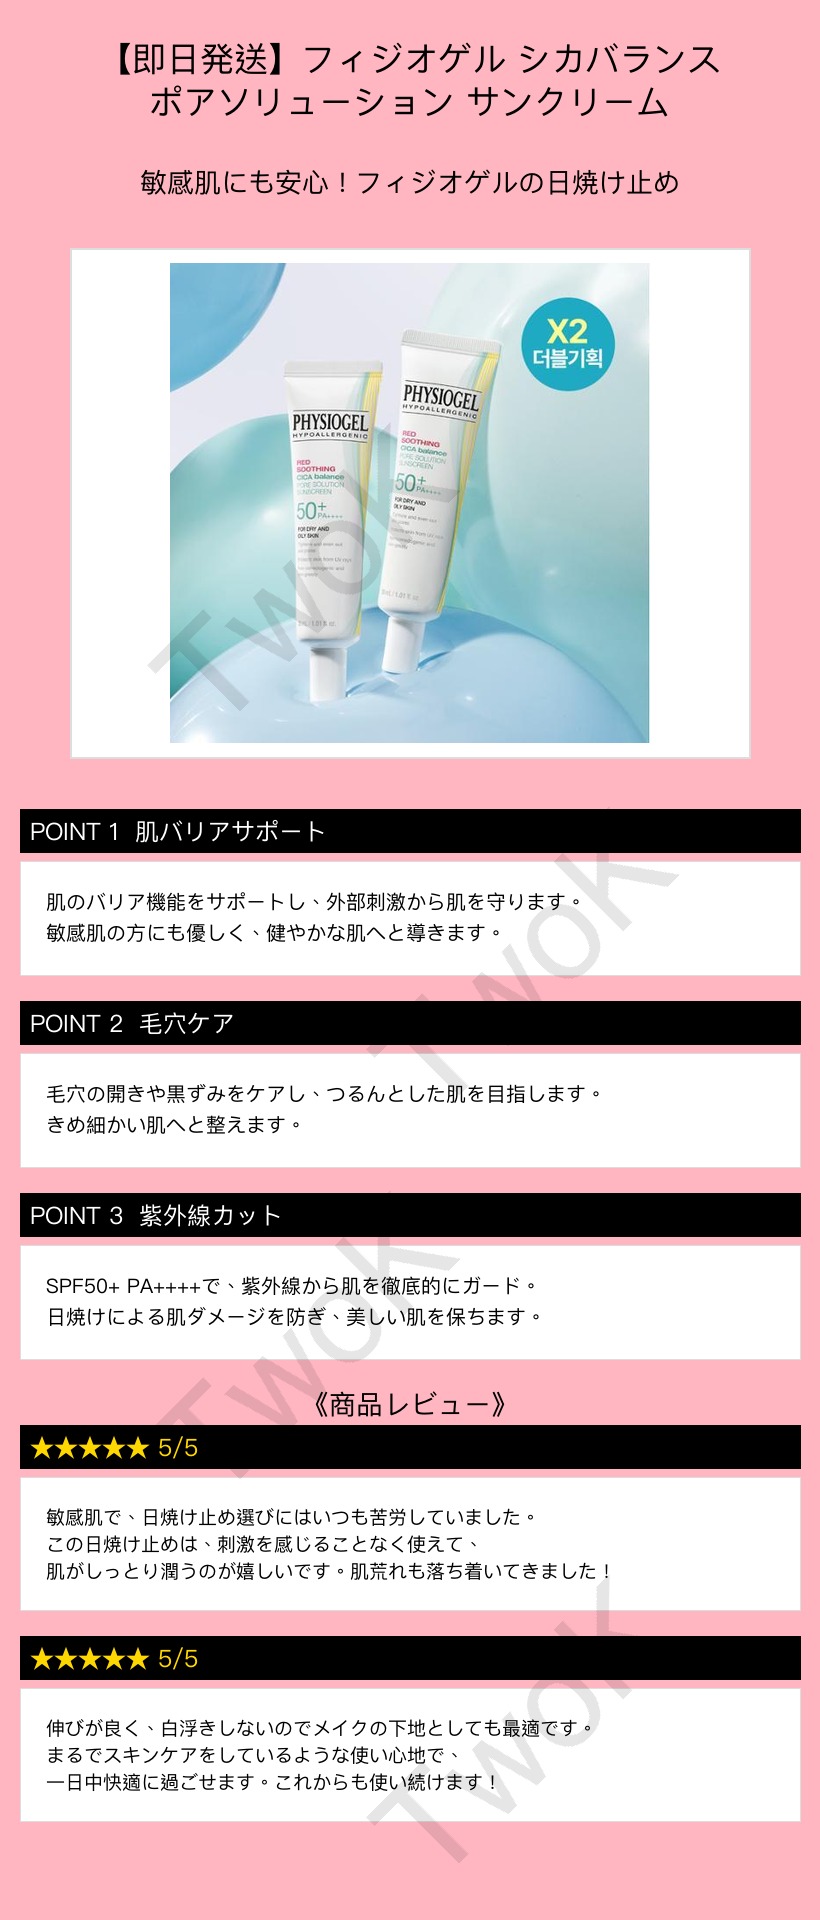 【即日発送】フィジオゲル シカバランス
ポアソリューション サンクリーム
敏感肌にも安心！フィジオゲルの日焼け止め
X2
더블기획
PHYSIOGEL
HYPOALLERGENIC
RED
SOOTHING
CICA balance
PORE SOLUTION
SUNSCREEN
50+
PA++++
FOR DRY AND
OILY SKIN
PHYSIOGEL
HYPOALLERGENIC
RED
SOOTHING
CICA balance
PORE SOLUTION
SUNSCREEN
50+
PA++++
FOR DRY AND
OILY SKIN
TwoK
POINT 1 肌バリアサポート
肌のバリア機能をサポートし、外部刺激から肌を守ります。
敏感肌の方にも優しく、健やかな肌へと導きます。
TwoK
POINT 2 毛穴ケア
毛穴の開きや黒ずみをケアし、つるんとした肌を目指します。
きめ細かい肌へと整えます。
POINT 3 紫外線カット
SPF50+ PA++++で、紫外線から肌を徹底的にガード。
日焼けによる肌ダメージを防ぎ、美しい肌を保ちます。
TwoK
《商品レビュー》
★★★★★ 5/5
敏感肌で、日焼け止め選びにはいつも苦労していました。
この日焼け止めは、刺激を感じることなく使えて、
肌がしっとり潤うのが嬉しいです。肌荒れも落ち着いてきました！
★★★★★ 5/5
伸びが良く、白浮きしないのでメイクの下地としても最適です。
まるでスキンケアをしているような使い心地で、
一日中快適に過ごせます。これからも使い続けます！
TwoK